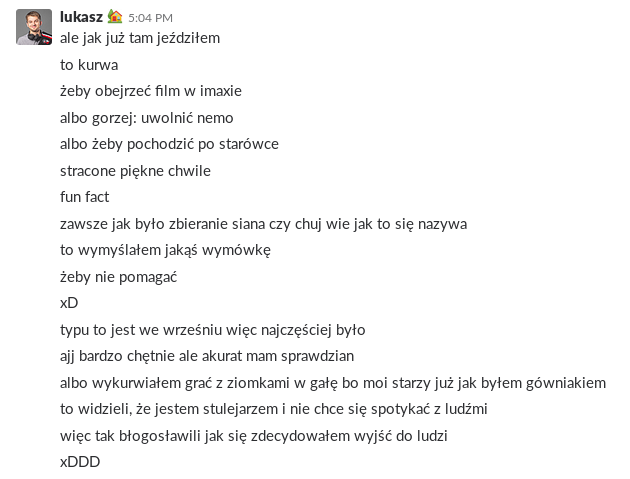 lukasz 🏡 5:04 PM
ale jak już tam jeździłem
to kurwa
żeby obejrzeć film w imaxie
albo gorzej: uwolnić nemo
albo żeby pochodzić po starówce
stracone piękne chwile
fun fact
zawsze jak było zbieranie siana czy chuj wie jak to się nazywa
to wymyślałem jakąś wymówkę
żeby nie pomagać
xD
typu to jest we wrześniu więc najczęściej było
ajj bardzo chętnie ale akurat mam sprawdzian
albo wykurwiałem grać z ziomkami w gałę bo moi starzy już jak byłem gówniakiem
to widzieli, że jestem stulejarzem i nie chce się spotykać z ludźmi
więc tak błogosławili jak się zdecydowałem wyjść do ludzi
xDDD